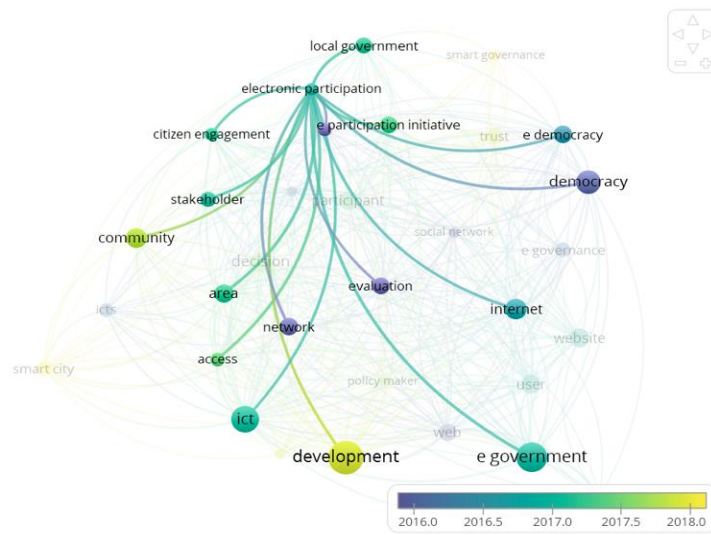 local government
smart governance
electronic participation
e participation initiative
citizen engagement
trust
e democracy
democracy
stakeholder
participant
community
social network
e governance
decision
evaluation
area
icts
internet
network
website
access
smart city
policy maker
user
ict
web
development
e government
2016.0 2016.5 2017.0 2017.5 2018.0